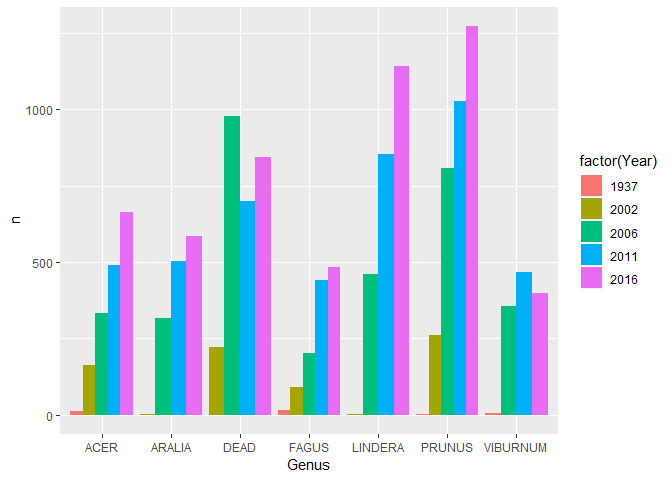 n
1000
500
0
ACER ARALIA DEAD FAGUS LINDERA PRUNUS VIBURNUM
Genus
factor(Year)
1937
2002
2006
2011
2016